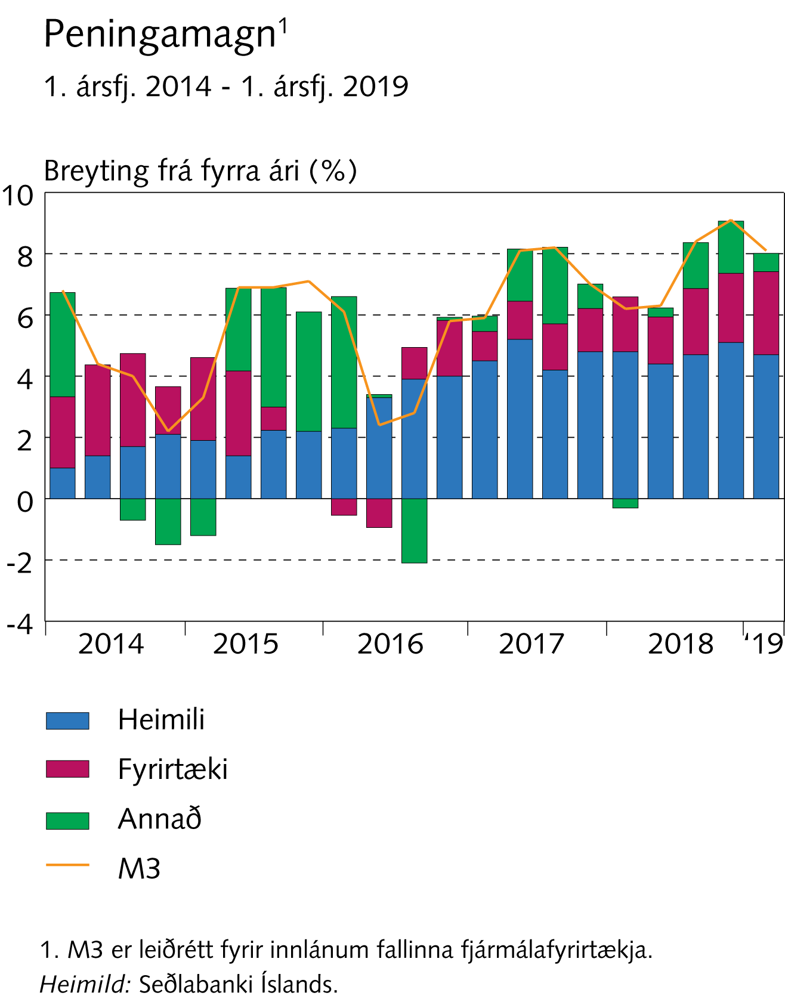 Peningamagn¹
1. ársfj. 2014 - 1. ársfj. 2019
Breyting frá fyrra ári (%)
10
8
6
4
2
0
-2
-4
2014 2015 2016 2017 2018 ‘19
Heimili
Fyrirtæki
Annað
M3
1. M3 er leiðrétt fyrir innlánum fallinna fjármálafyrirtækja.
Heimild: Seðlabanki Íslands.